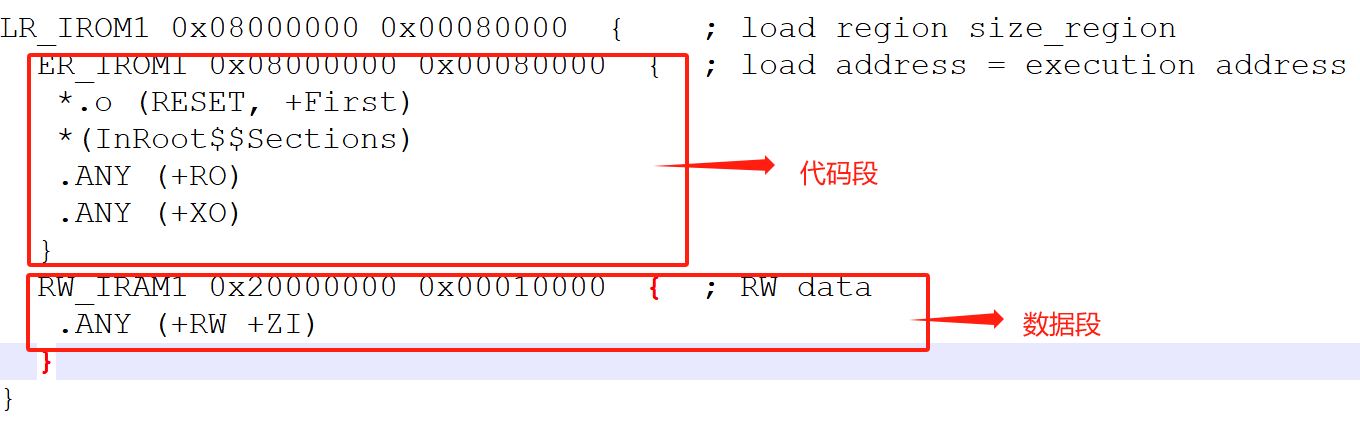 LR_IROM1 0x08000000 0x00080000  {    ; load region size_region
  ER_IROM1 0x08000000 0x00080000  {  ; load address = execution address
   *.o (RESET, +First)
   *(InRoot$$Sections)
   .ANY (+RO)
   .ANY (+XO)
  }
代码段
  RW_IRAM1 0x20000000 0x00010000  {  ; RW data
   .ANY (+RW +ZI)
  }
数据段
}